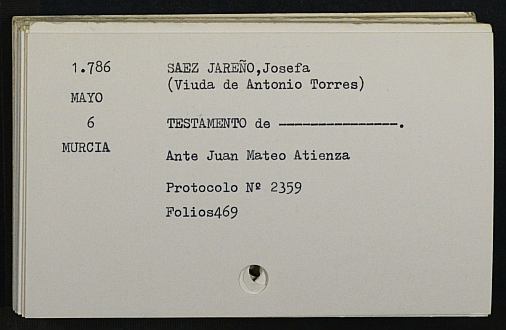 1.786
SAEZ JAREÑO,Josefa
(Viuda de Antonio Torres)
MAYO
6
TESTAMENTO de ---------------.
MURCIA
Ante Juan Mateo Atienza
Protocolo Nº 2359
Folios469